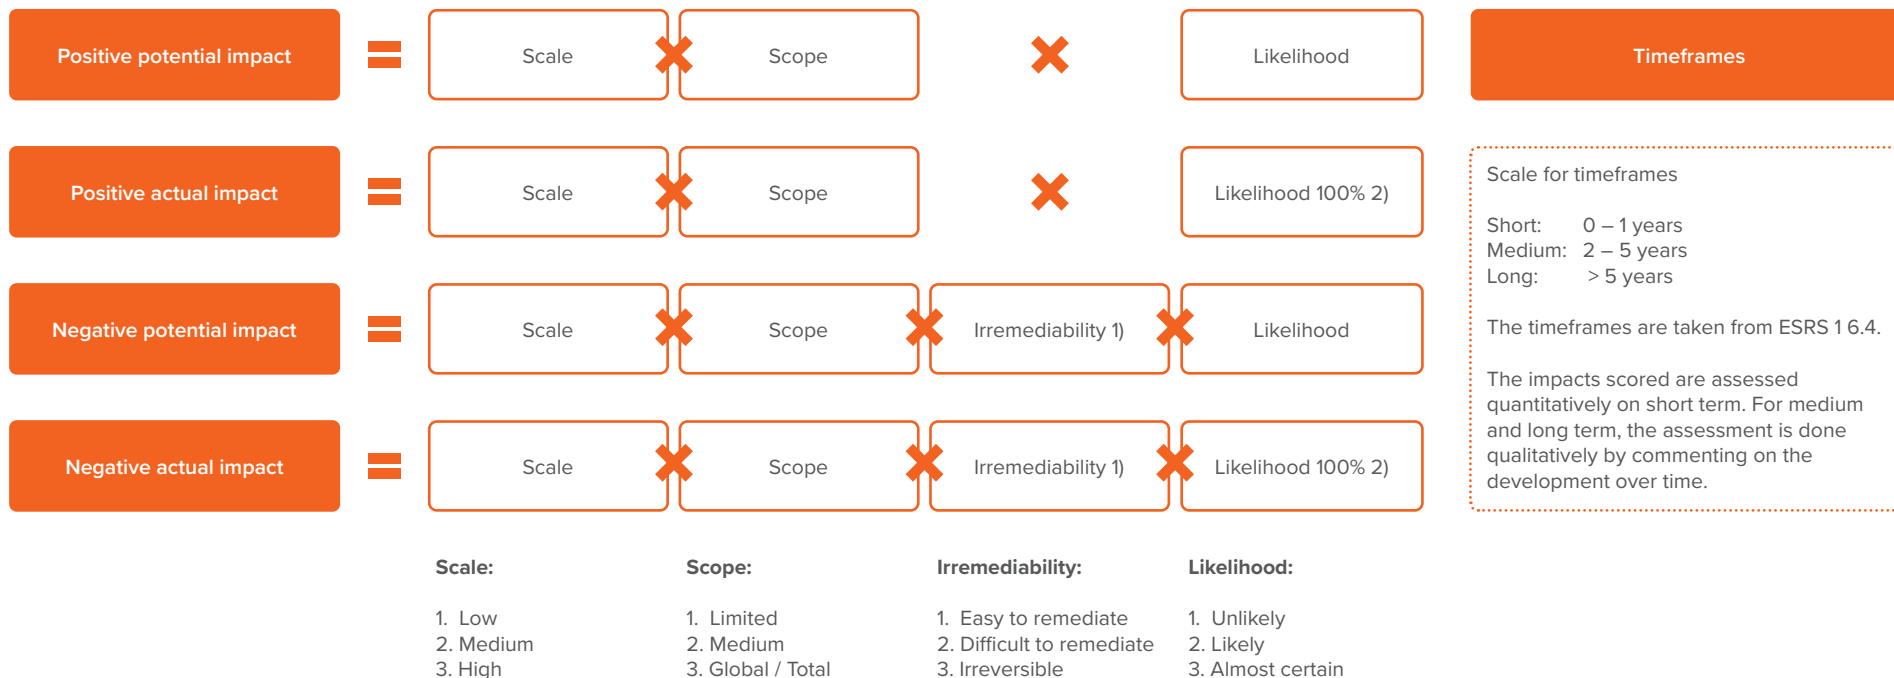 Positive potential impact
Scale
Scope
Likelihood
Timeframes
Positive actual impact
Scale
Scope
Likelihood 100% 2)
Negative potential impact
Scale
Scope
Irremediability 1)
Likelihood
Negative actual impact
Scale
Scope
Irremediability 1)
Likelihood 100% 2)
Scale for timeframes
Short: 0 – 1 years
Medium: 2 – 5 years
Long: > 5 years
The timeframes are taken from ESRS 1 6.4.
The impacts scored are assessed
quantitatively on short term. For medium
and long term, the assessment is done
qualitatively by commenting on the
development over time.
Scale:
1. Low
2. Medium
3. High
Scope:
1. Limited
2. Medium
3. Global / Total
Irremediability:
1. Easy to remediate
2. Difficult to remediate
3. Irreversible
Likelihood:
1. Unlikely
2. Likely
3. Almost certain